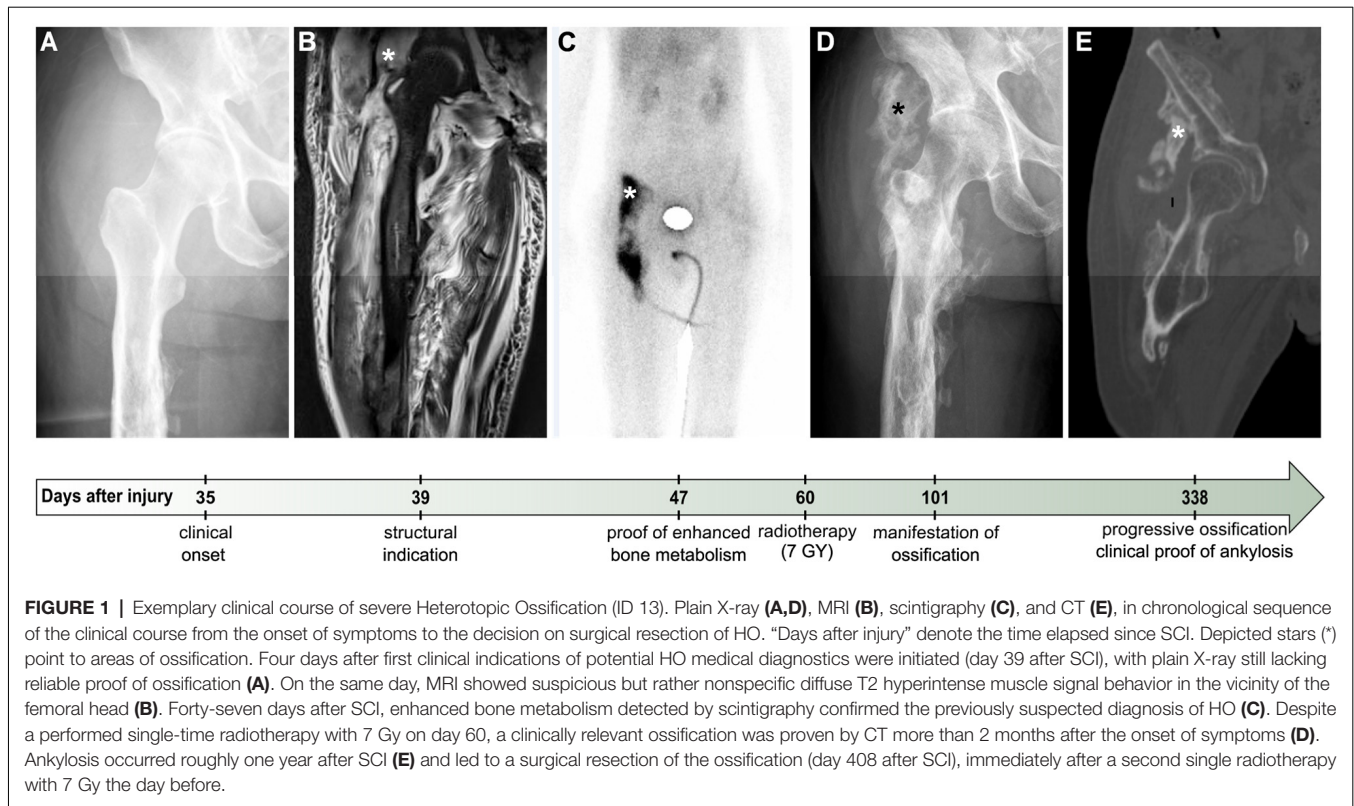 A
B
C
D
E
*
*
*
*
Days after injury 35 39 47 60 101 338
clinical onset
structural indication
proof of enhanced bone metabolism
radiotherapy (7 GY)
manifestation of ossification
progressive ossification
clinical proof of ankylosis
FIGURE 1 | Exemplary clinical course of severe Heterotopic Ossification (ID 13). Plain X-ray (A,D), MRI (B), scintigraphy (C), and CT (E), in chronological sequence
of the clinical course from the onset of symptoms to the decision on surgical resection of HO. “Days after injury” denote the time elapsed since SCI. Depicted stars (*)
point to areas of ossification. Four days after first clinical indications of potential HO medical diagnostics were initiated (day 39 after SCI), with plain X-ray still lacking
reliable proof of ossification (A). On the same day, MRI showed suspicious but rather nonspecific diffuse T2 hyperintense muscle signal behavior in the vicinity of the
femoral head (B). Forty-seven days after SCI, enhanced bone metabolism detected by scintigraphy confirmed the previously suspected diagnosis of HO (C). Despite
a performed single-time radiotherapy with 7 Gy on day 60, a clinically relevant ossification was proven by CT more than 2 months after the onset of symptoms (D).
Ankylosis occurred roughly one year after SCI (E) and led to a surgical resection of the ossification (day 408 after SCI), immediately after a second single radiotherapy
with 7 Gy the day before.